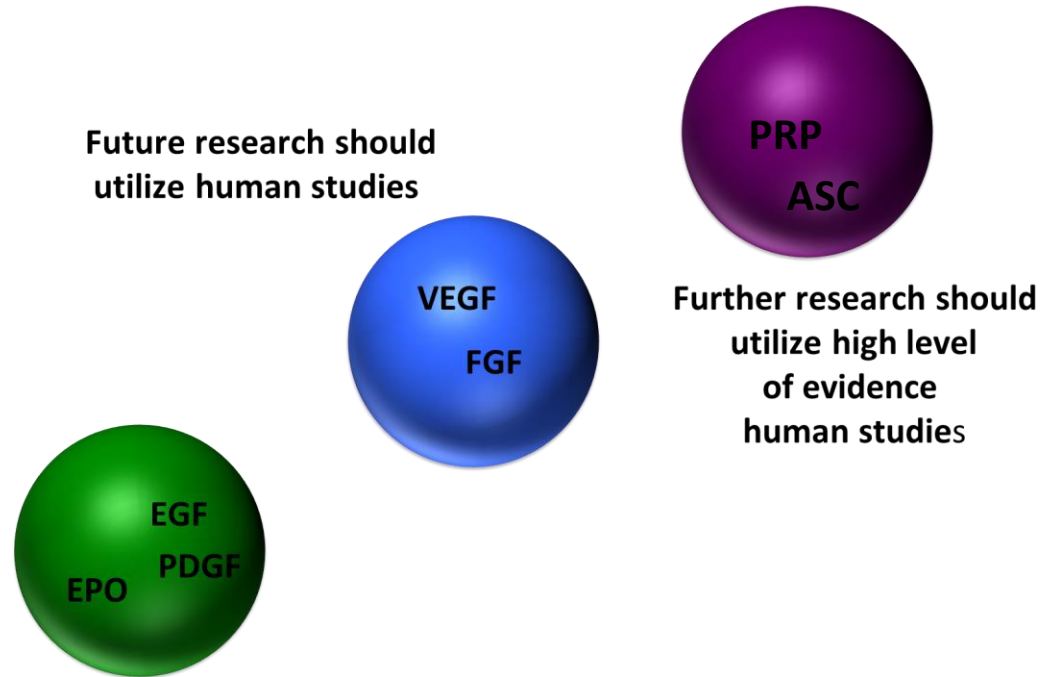 Future research should
utilize human studies
PRP
ASC
VEGF
FGF
Further research should
utilize high level
of evidence
human studies
EGF
PDGF
EPO